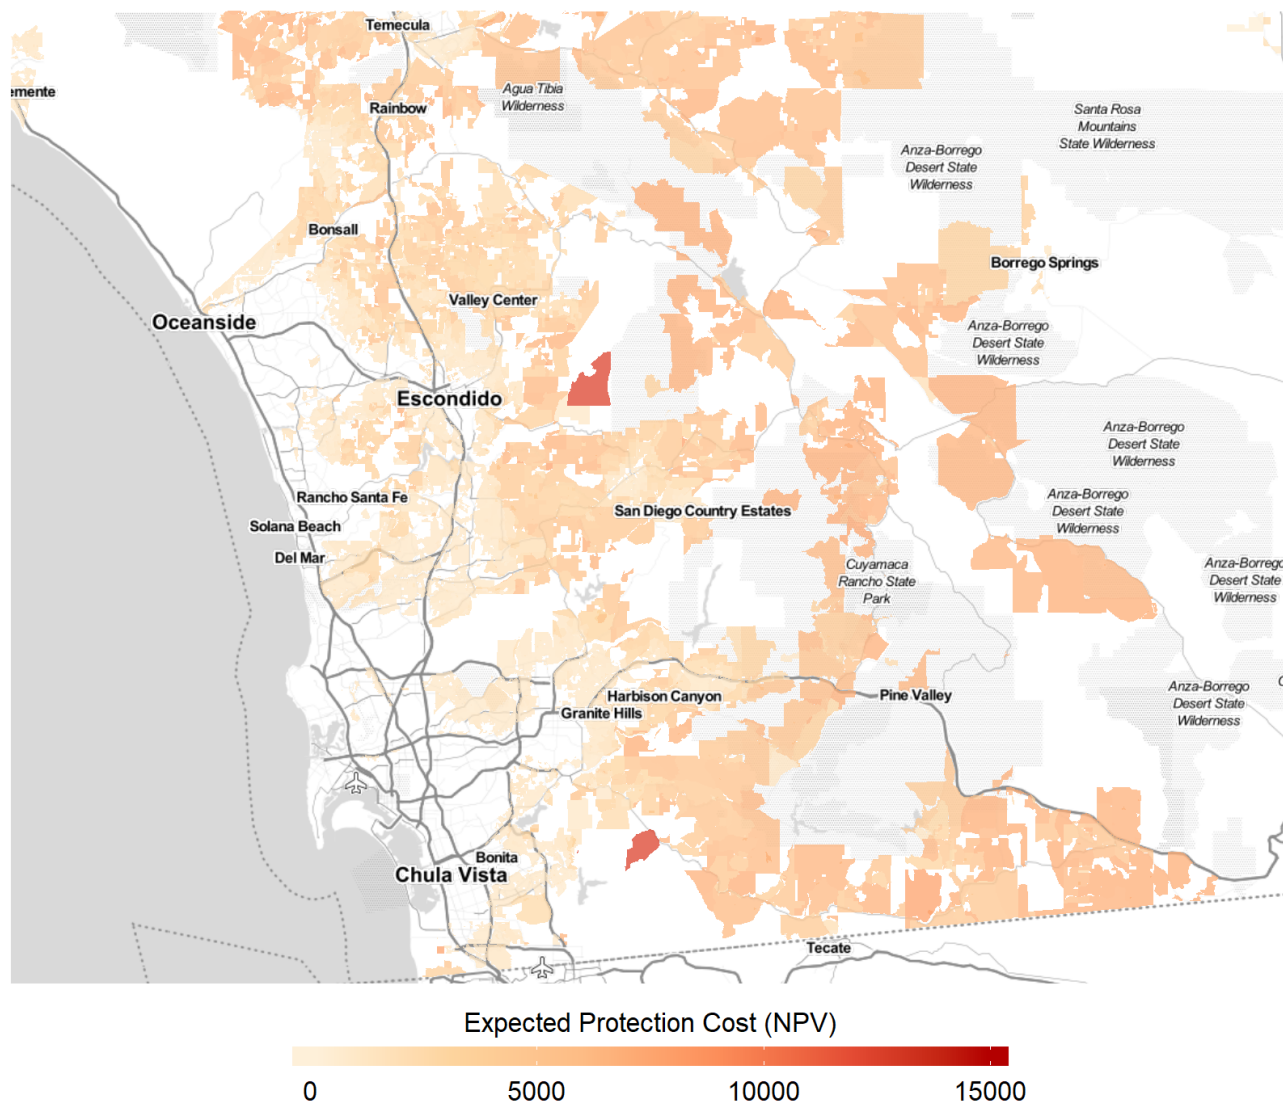 Temecula
emente
Agua Tibia
Wilderness
Rainbow
Santa Rosa
Mountains
State Wilderness
Anza-Borrego
Desert State
Wilderness
Bonsall
Borrego Springs
Valley Center
Oceanside
Anza-Borrego
Desert State
Wilderness
Escondido
Anza-Borrego
Desert State
Wilderness
Rancho Santa Fe
Anza-Borrego
Desert State
Wilderness
San Diego Country Estates
Solana Beach
Del Mar
Cuyamaca
Rancho State
Park
Anza-Borrego
Desert State
Wilderness
Harbison Canyon
Pine Valley
Anza-Borrego
Desert State
Wilderness
Granite Hills
Bonita
Chula Vista
Tecate
Expected Protection Cost (NPV)
0 5000 10000 15000